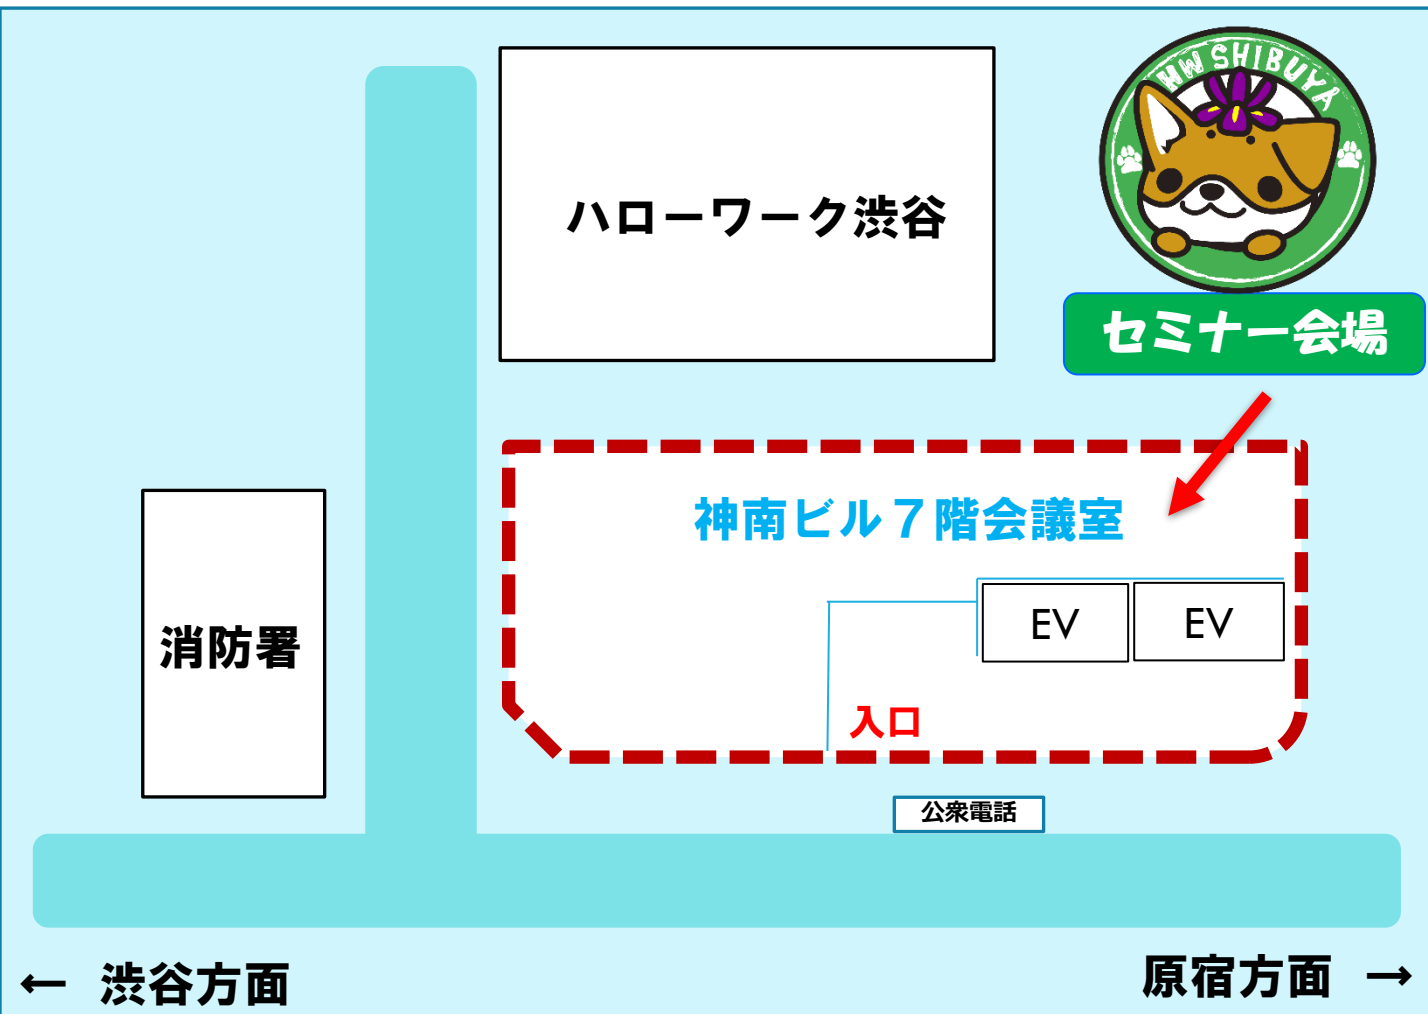 HW SHIBUYA
ハローワーク渋谷
セミナー会場
神南ビル７階会議室
EV EV
消防署
入口
公衆電話
← 渋谷方面
原宿方面 →